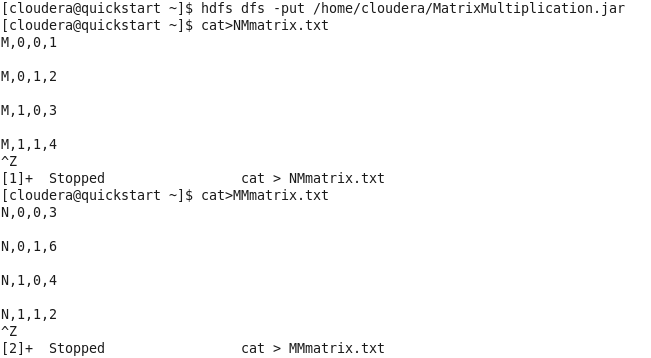 [cloudera@quickstart ~]$ hdfs dfs -put /home/cloudera/MatrixMultiplication.jar
[cloudera@quickstart ~]$ cat>NMmatrix.txt
M,0,0,1
M,0,1,2
M,1,0,3
M,1,1,4
^Z
[1]+  Stopped                 cat > NMmatrix.txt
[cloudera@quickstart ~]$ cat>MMmatrix.txt
N,0,0,3
N,0,1,6
N,1,0,4
N,1,1,2
^Z
[2]+  Stopped                 cat > MMmatrix.txt